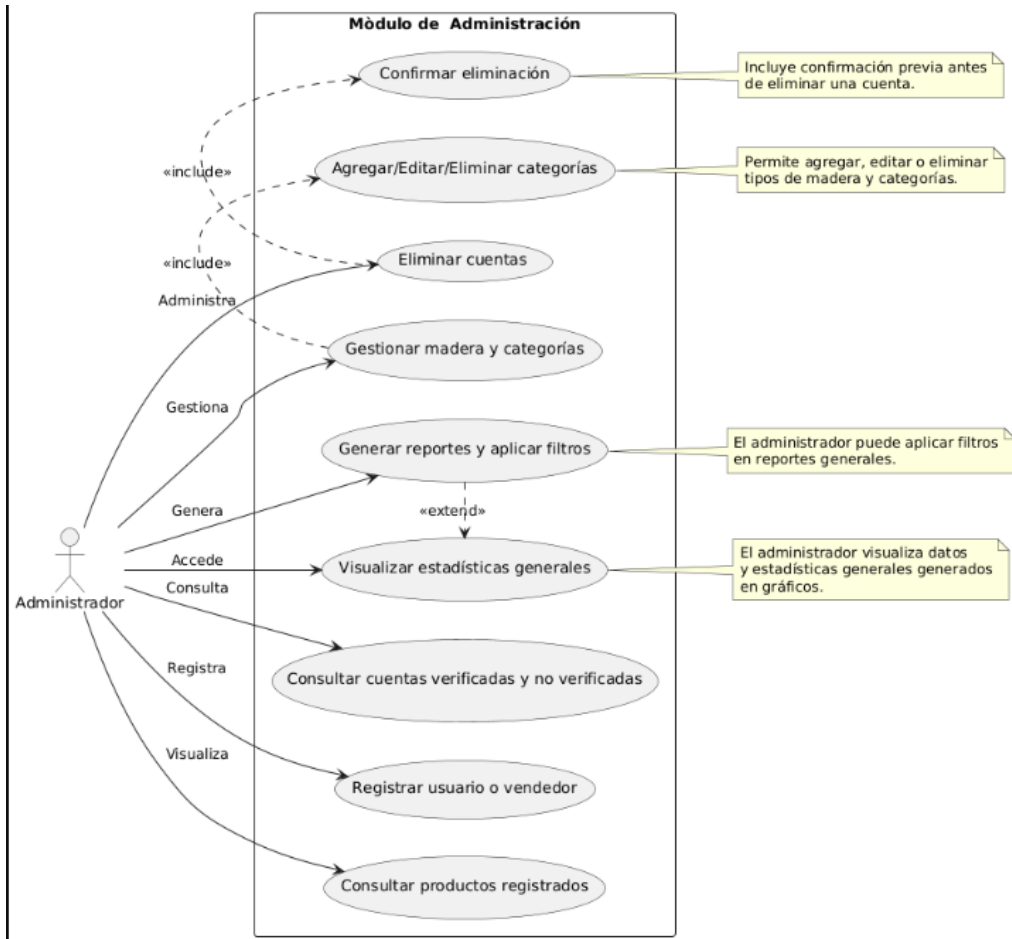 Mòdulo de  Administración
Confirmar eliminación
Incluye confirmación previa antes
de eliminar una cuenta.
Agregar/Editar/Eliminar categorías
Permite agregar, editar o eliminar
tipos de madera y categorías.
«include»
Eliminar cuentas
«include»
Administra
Gestionar madera y categorías
Gestiona
Generar reportes y aplicar filtros
El administrador puede aplicar filtros
en reportes generales.
Genera
«extend»
Accede
Visualizar estadísticas generales
El administrador visualiza datos
y estadísticas generales generados
en gráficos.
Consulta
Administrador
Registra
Consultar cuentas verificadas y no verificadas
Visualiza
Registrar usuario o vendedor
Consultar productos registrados